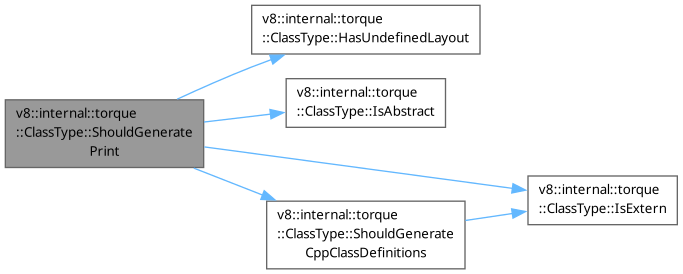 v8::internal::torque
::ClassType::HasUndefinedLayout
v8::internal::torque
::ClassType::IsAbstract
v8::internal::torque
::ClassType::ShouldGenerate
Print
v8::internal::torque
::ClassType::IsExtern
v8::internal::torque
::ClassType::ShouldGenerate
CppClassDefinitions